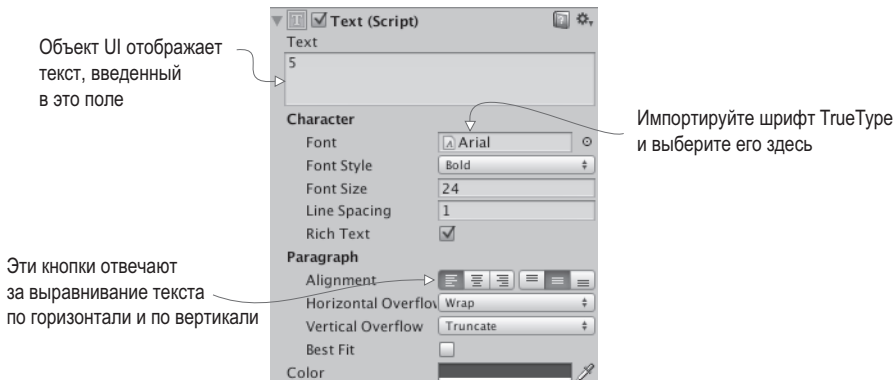 Text (Script)
Text
5
Объект UI отображает
текст, введенный
в это поле
Character
Font Arial
Импортируйте шрифт TrueType
и выберите его здесь
Font Style Bold
Font Size 24
Line Spacing 1
Rich Text
Paragraph
Эти кнопки отвечают
за выравнивание текста
по горизонтали и по вертикали
Alignment
Horizontal Overflov Wrap
Vertical Overflow Truncate
Best Fit
Color